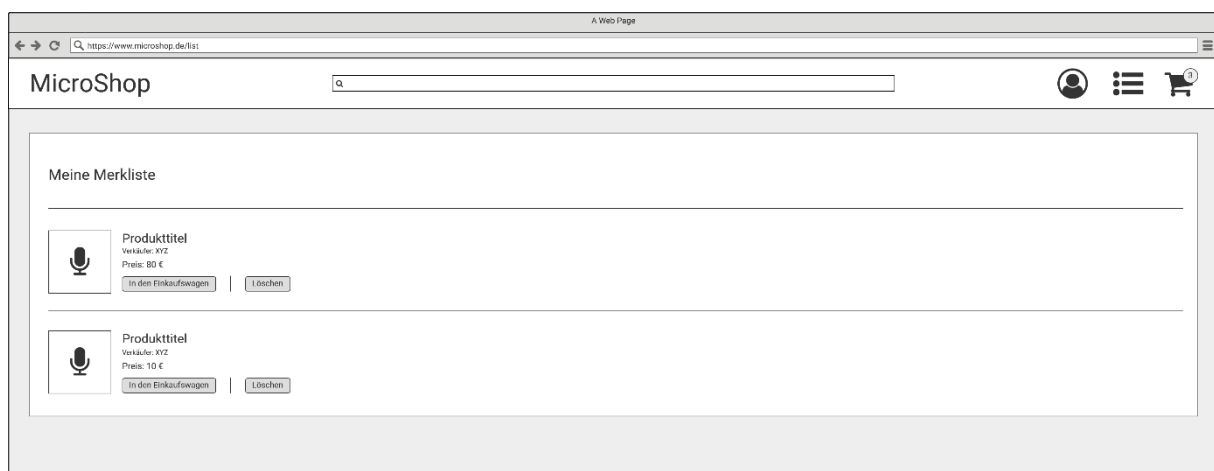 A Web Page
https://www.microshop.de/list
MicroShop
3
Meine Merkliste
Produkttitel
Verkäufer: XYZ
Preis: 80 €
In den Einkaufswagen
Löschen
Produkttitel
Verkäufer: XYZ
Preis: 10 €
In den Einkaufswagen
Löschen